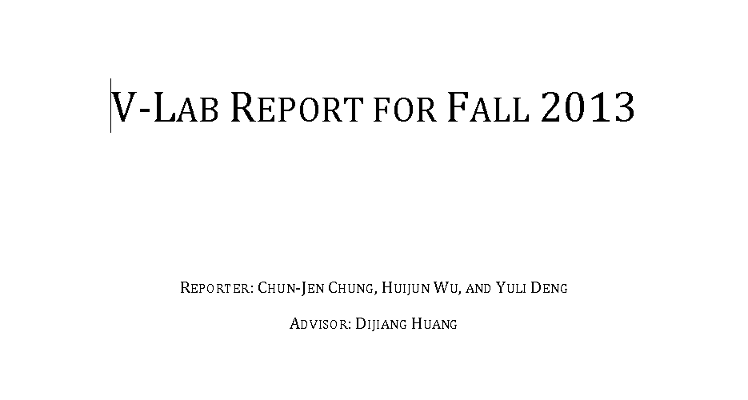 V-Lab Report for Fall 2013
Reporter: Chun-Jen Chung, Huijun Wu, and Yuli Deng
Advisor: Dijiang Huang